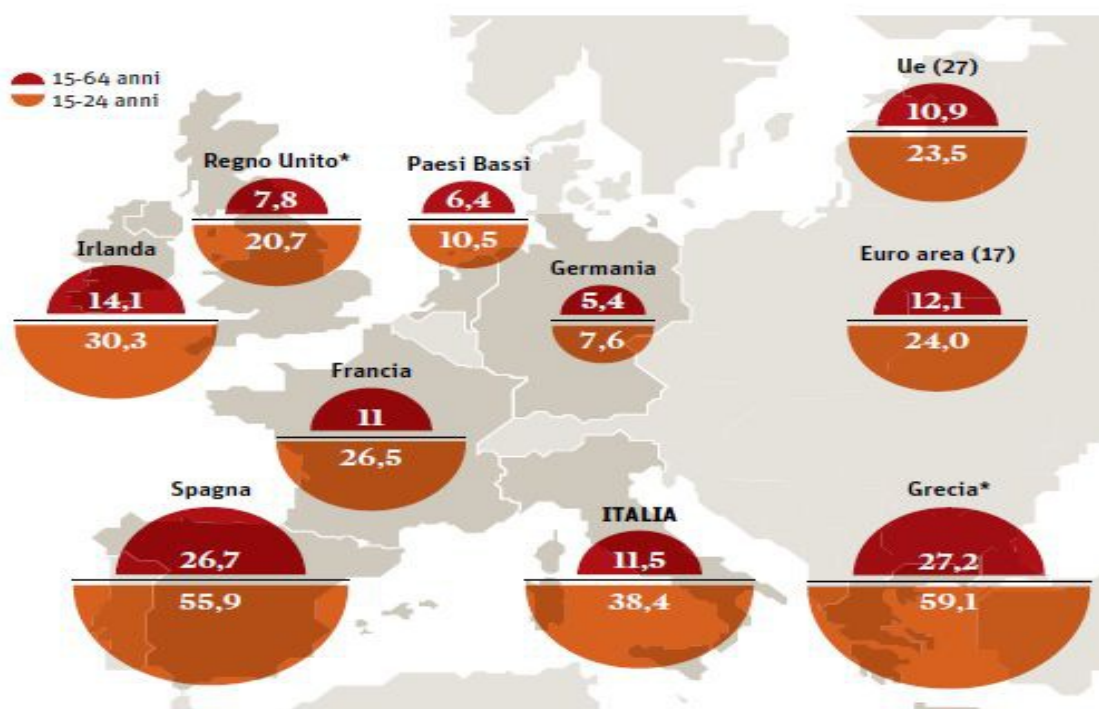 15-64 anni
15-24 anni
Ue (27)
10,9
23,5
Regno Unito*
7,8
20,7
Paesi Bassi
6,4
10,5
Irlanda
14,1
30,3
Germania
5,4
7,6
Euro area (17)
12,1
24,0
Francia
11
26,5
Spagna
26,7
55,9
ITALIA
11,5
38,4
Grecia*
27,2
59,1